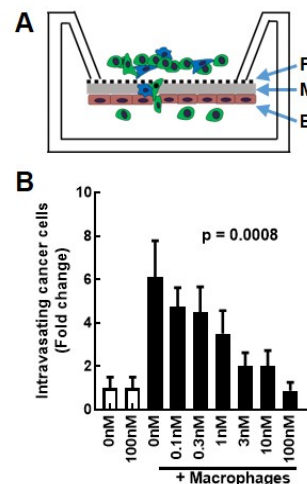 A
F
M
E
B
Intravasating cancer cells
(Fold change)
10
8
6
4
2
0
p = 0.0008
0nM
100nM
0nM
0.1nM
0.3nM
1nM
3nM
10nM
100nM
+ Macrophages